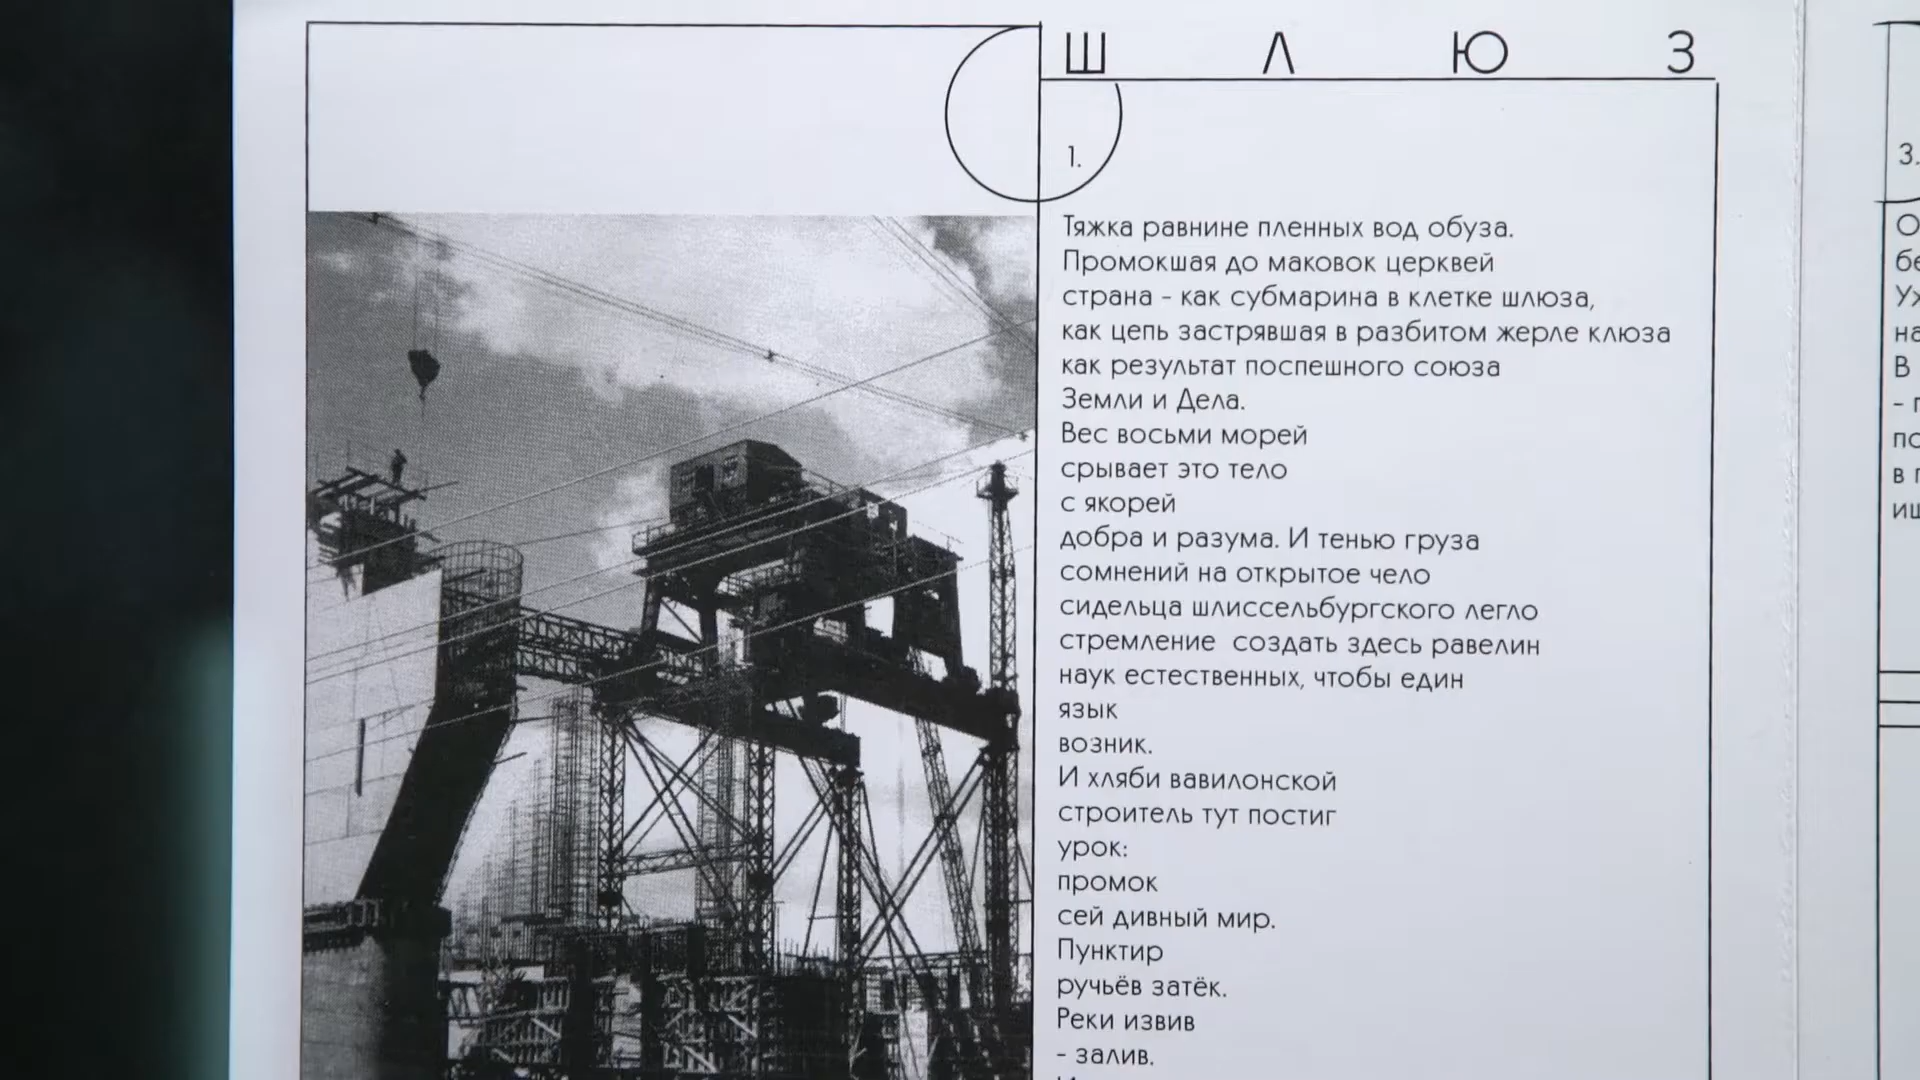 ШЛЮЗ
1.
Тяжка равнине пленных вод обуза.
Промокшая до маковок церквей
страна - как субмарина в клетке шлюза,
как цепь застрявшая в разбитом жерле клюза
как результат поспешного союза
Земли и Дела.
Вес восьми морей
срывает это тело
с якорей
добра и разума. И тенью груза
сомнений на открытое чело
сидельца шлиссельбургского легло
стремление создать здесь равелин
наук естественных, чтобы един
язык
возник.
И хляби вавилонской
строитель тут постиг
урок:
промок
сей дивный мир.
Пунктир
ручьёв затёк.
Реки извив
- залив.
3.
В